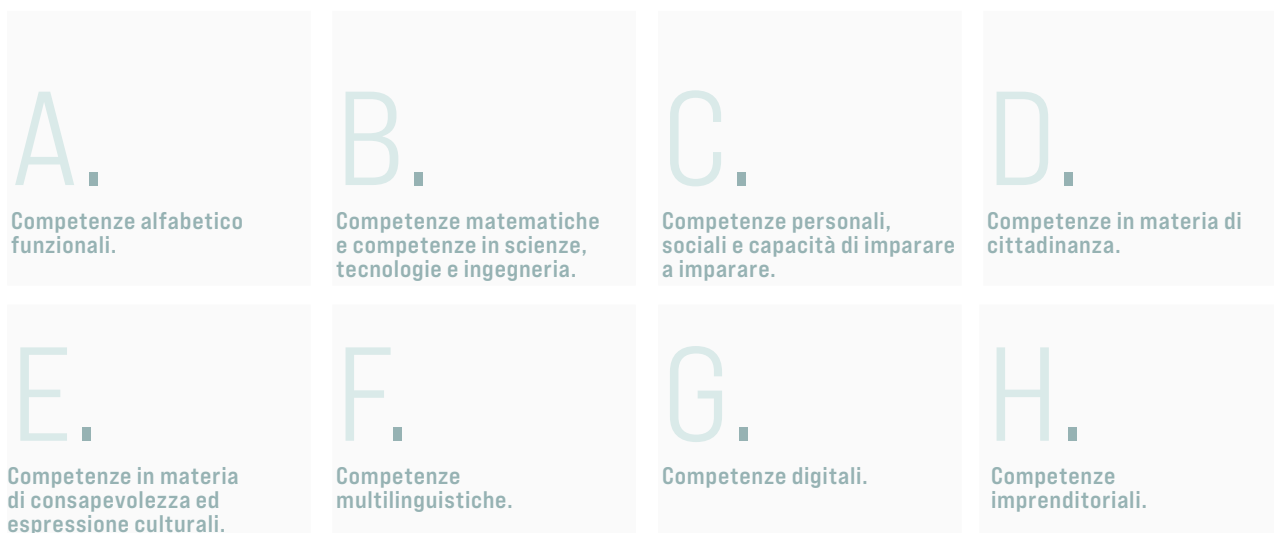 A.
Competenze alfabetico
funzionali.
B.
Competenze matematiche
e competenze in scienze,
tecnologie e ingegneria.
C.
Competenze personali,
sociali e capacità di imparare
a imparare.
D.
Competenze in materia di
cittadinanza.
E.
Competenze in materia
di consapevolezza ed
espressione culturali.
F.
Competenze
multilinguistiche.
G.
Competenze digitali.
H.
Competenze
imprenditoriali.